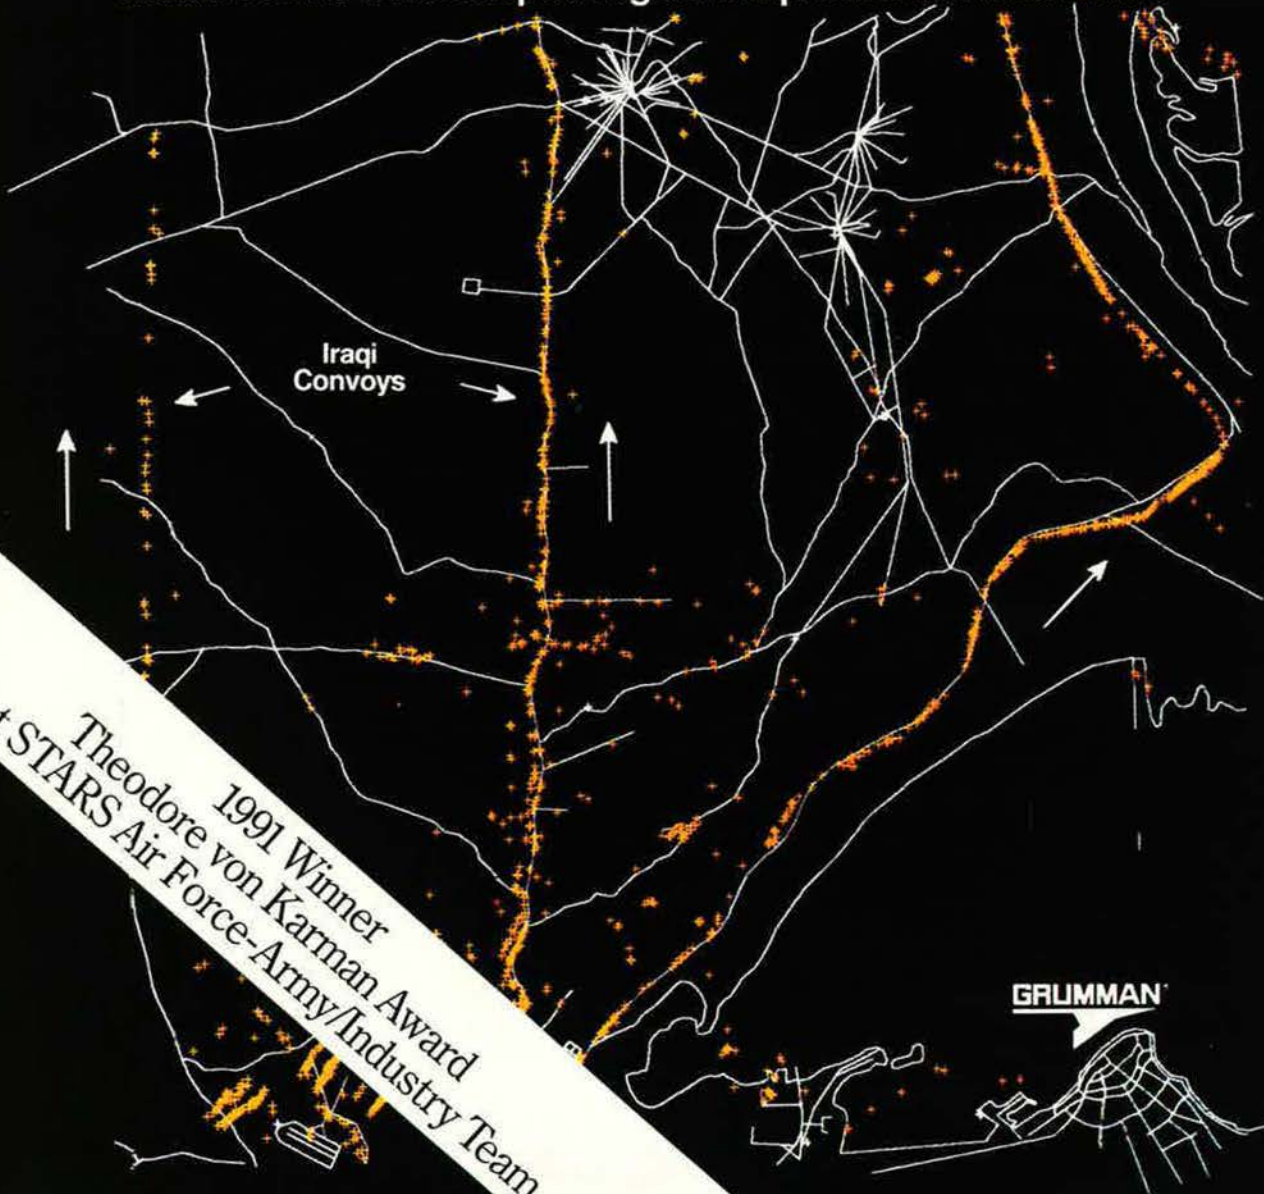 Iraqi
Convoys
1991 Winner
Theodore von Karman Award
STARS Air Force-Army/Industry Team
GRUMMAN